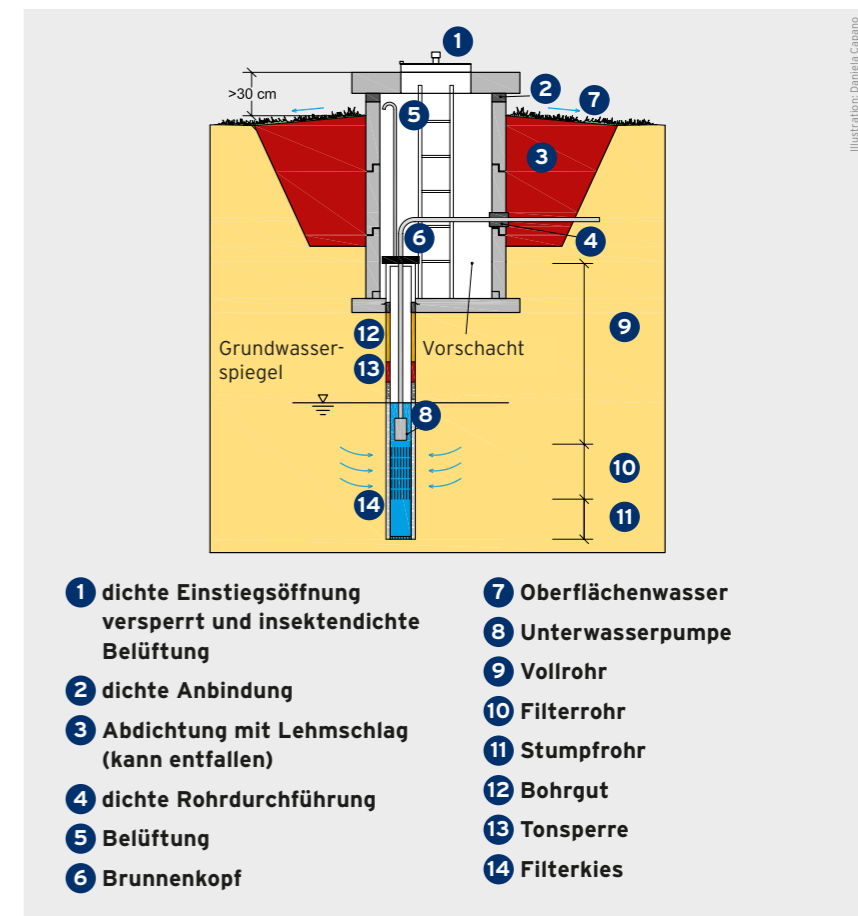 Illustration: Daniela Capano
1
>30 cm
2
7
5
3
6
4
9
12
Grundwasser-
spiegel
Vorschacht
13
8
10
14
11
1 dichte Einstiegsöffnung
versperrt und insektendichte
Belüftung
2 dichte Anbindung
3 Abdichtung mit Lehmschlag
(kann entfallen)
4 dichte Rohrdurchführung
5 Belüftung
6 Brunnenkopf
7 Oberflächenwasser
8 Unterwasserpumpe
9 Vollrohr
10 Filterrohr
11 Stumpfrohr
12 Bohrgut
13 Tonsperre
14 Filterkies